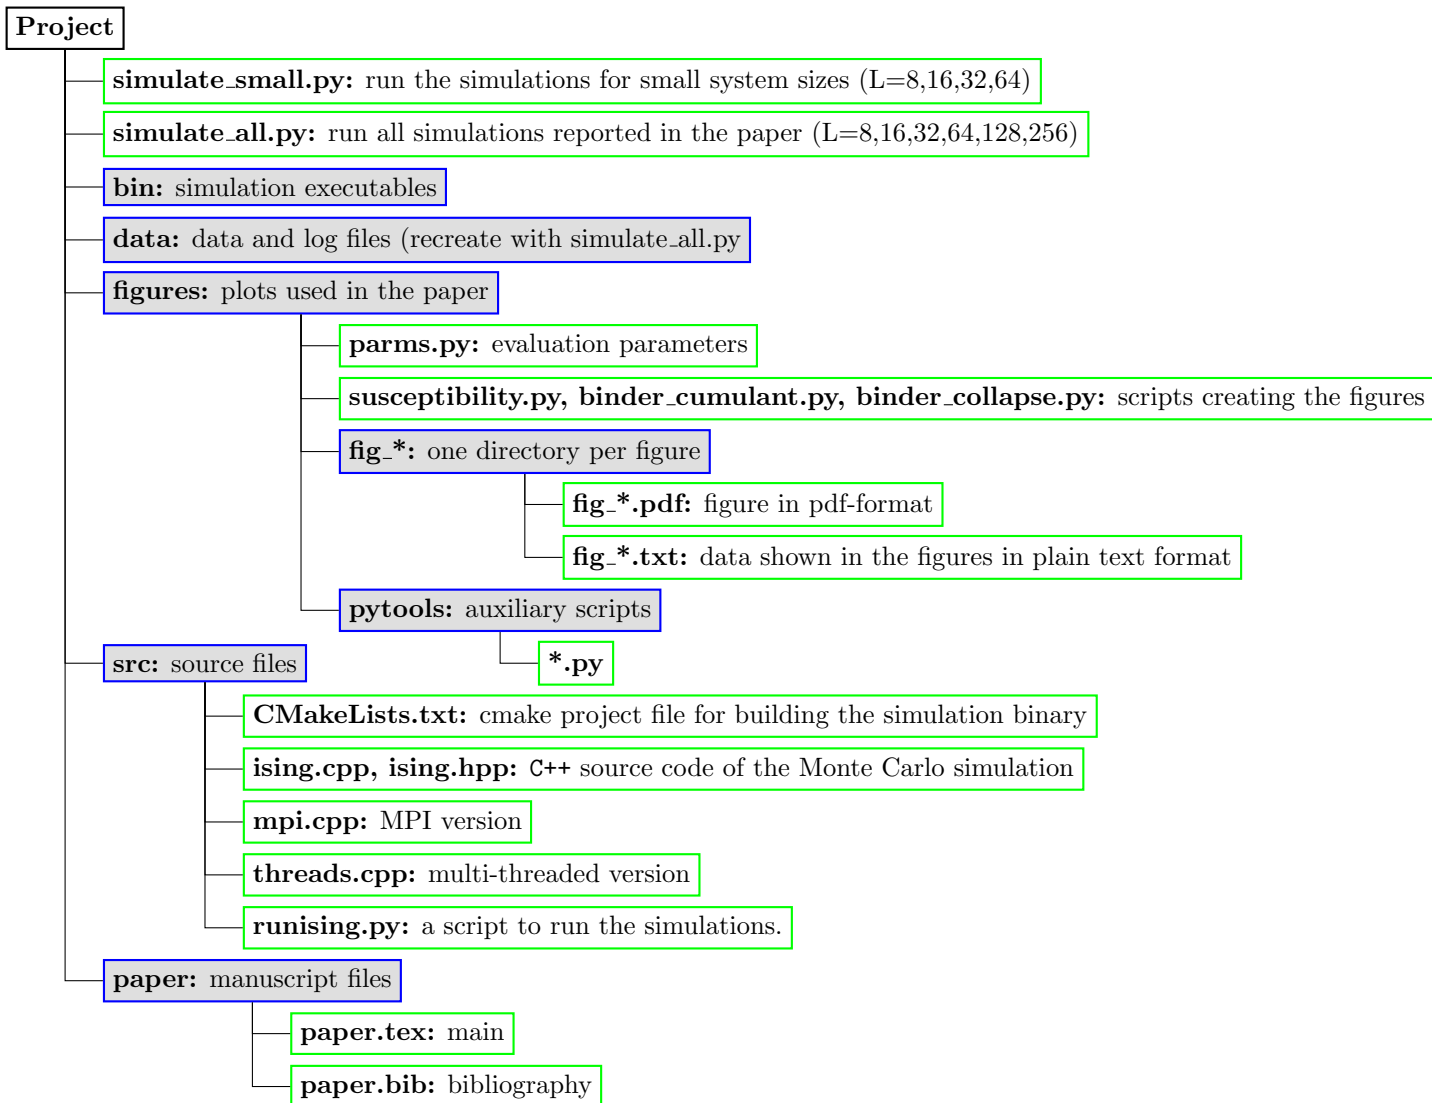 Project
simulate_small.py: run the simulations for small system sizes (L=8,16,32,64)
simulate_all.py: run all simulations reported in the paper (L=8,16,32,64,128,256)
bin: simulation executables
data: data and log files (recreate with simulate_all.py
figures: plots used in the paper
parms.py: evaluation parameters
susceptibility.py, binder_cumulant.py, binder_collapse.py: scripts creating the figures
fig_*: one directory per figure
fig_*.pdf: figure in pdf-format
fig_*.txt: data shown in the figures in plain text format
pytools: auxiliary scripts
*.py
src: source files
CMakeLists.txt: cmake project file for building the simulation binary
ising.cpp, ising.hpp: C++ source code of the Monte Carlo simulation
mpi.cpp: MPI version
threads.cpp: multi-threaded version
runising.py: a script to run the simulations.
paper: manuscript files
paper.tex: main
paper.bib: bibliography